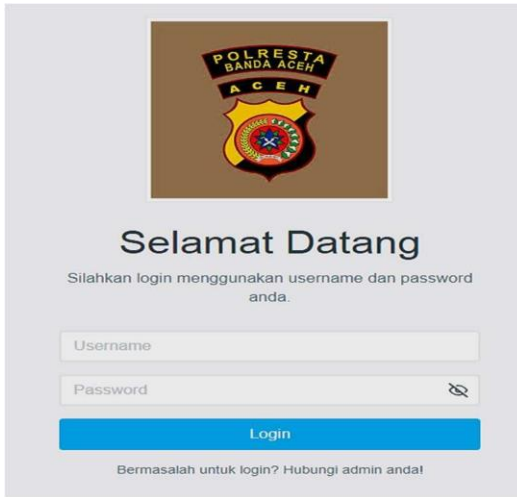 POLRESTA
BANDA ACEH
ACEH
Selamat Datang
Silahkan login menggunakan username dan password
anda.
Username
Password
Login
Bermasalah untuk login? Hubungi admin anda!